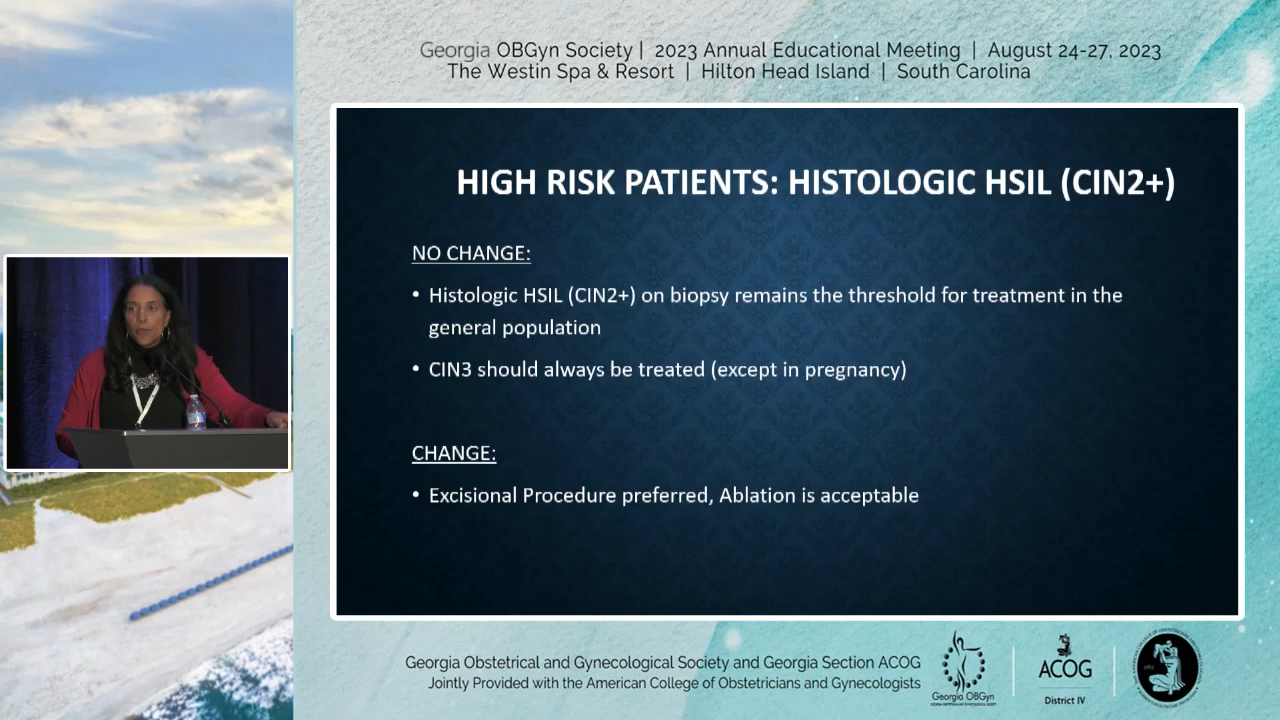 Georgia OBGyn Society | 2023 Annual Educational Meeting | August 24-27, 2023
The Westin Spa & Resort | Hilton Head Island | South Carolina
HIGH RISK PATIENTS: HISTOLOGIC HSIL (CIN2+)
NO CHANGE:
• Histologic HSIL (CIN2+) on biopsy remains the threshold for treatment in the
general population
• CIN3 should always be treated (except in pregnancy)
CHANGE:
• Excisional Procedure preferred, Ablation is acceptable
Georgia Obstetrical and Gynecological Society and Georgia Section ACOG
Jointly Provided with the American College of Obstetricians and Gynecologists
Georgia OBGyn
ACOG
District IV